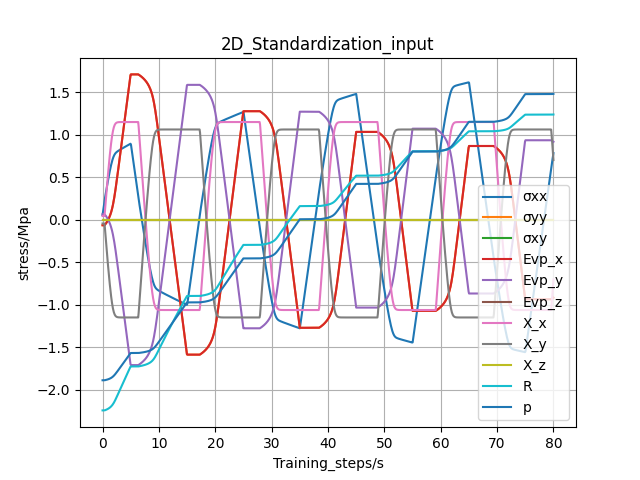 2D_Standardization_input
stress/Mpa
1.5
1.0
0.5
0.0
−0.5
−1.0
−1.5
−2.0
0 10 20 30 40 50 60 70 80
Training_steps/s
σxx
σyy
σxy
Evp_x
Evp_y
Evp_z
X_x
X_y
X_z
R
p